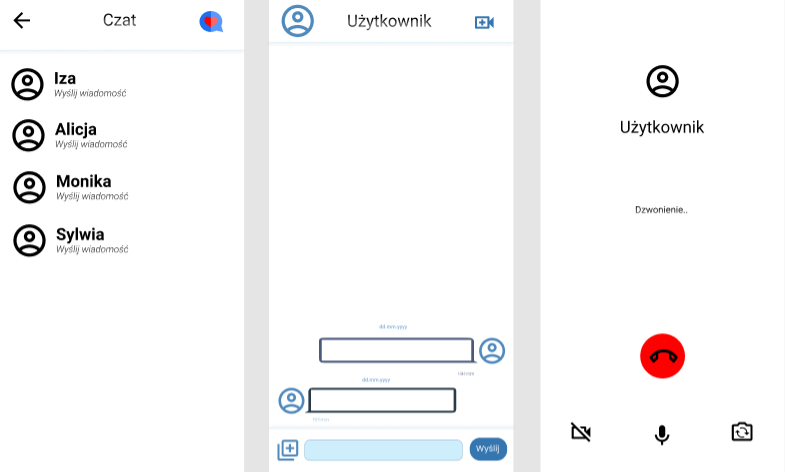 Czat
Iza
Wyślij wiadomość
Alicja
Wyślij wiadomość
Monika
Wyślij wiadomość
Sylwia
Wyślij wiadomość
Użytkownik
dd.mm.yyyy
dd.mm.yyyy
Wyślij
Użytkownik
Dzwonienie..